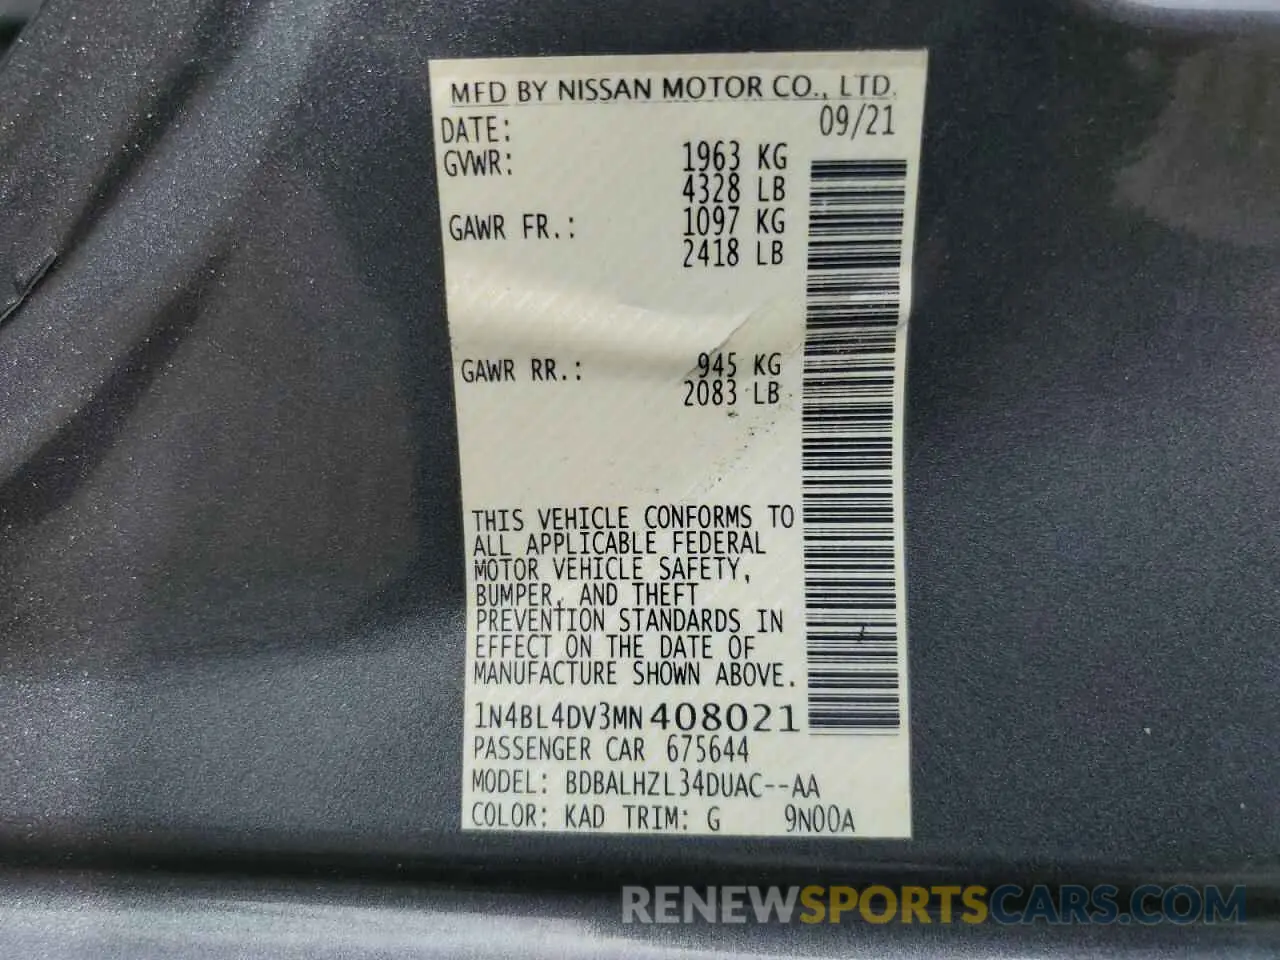 MFD BY NISSAN MOTOR CO., LTD.
DATE: 09/21
GVWR: 1963 KG
4328 LB
GAWR FR.: 1097 KG
2418 LB
GAWR RR.: 945 KG
2083 LB
THIS VEHICLE CONFORMS TO
ALL APPLICABLE FEDERAL
MOTOR VEHICLE SAFETY,
BUMPER, AND THEFT
PREVENTION STANDARDS IN
EFFECT ON THE DATE OF
MANUFACTURE SHOWN ABOVE.
1N4BL4DV3MN408021
PASSENGER CAR 675644
MODEL: BDBALHZL34DUAC--AA
COLOR: KAD TRIM: G 9N00A
RENEWSPORTSCARS.COM